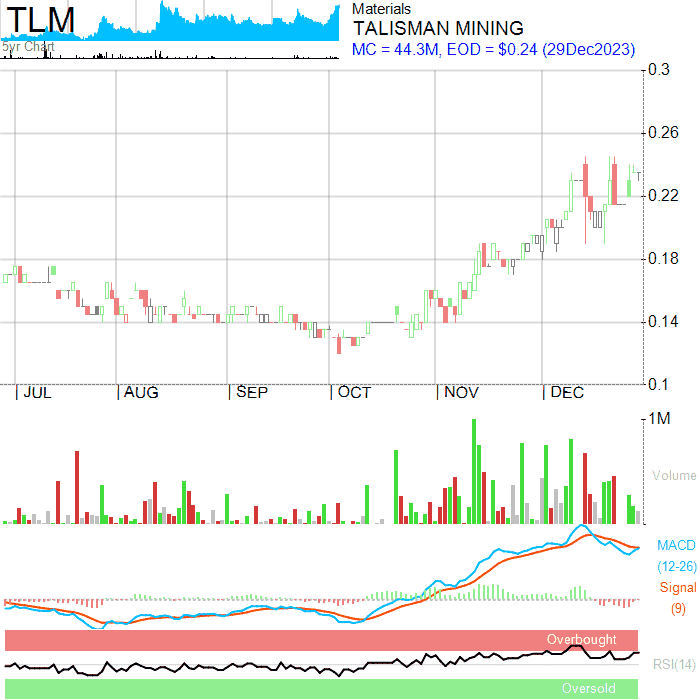 TLM
5yr Chart
Materials
TALISMAN MINING
MC = 44.3M, EOD = $0.24 (29Dec2023)
0.3
0.26
0.22
0.18
0.14
0.1
| JUL | AUG | SEP | OCT | NOV | DEC
1M
Volume
MACD
(12-26)
Signal
(9)
Overbought
RSI(14)
Oversold